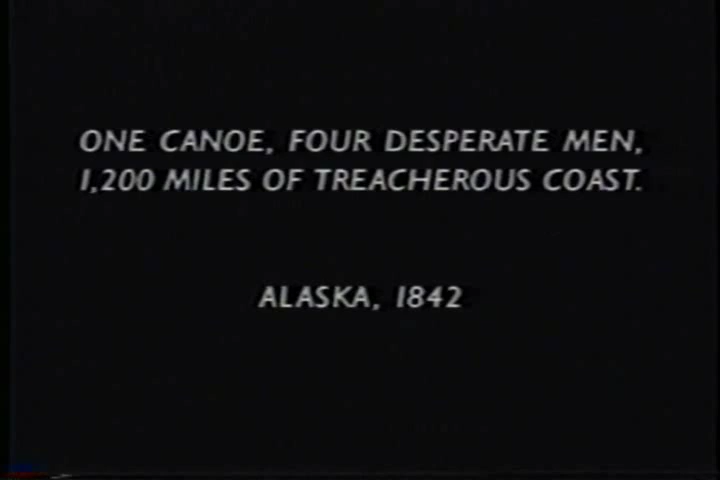 ONE CANOE, FOUR DESPERATE MEN,
1,200 MILES OF TREACHEROUS COAST.
ALASKA, 1842